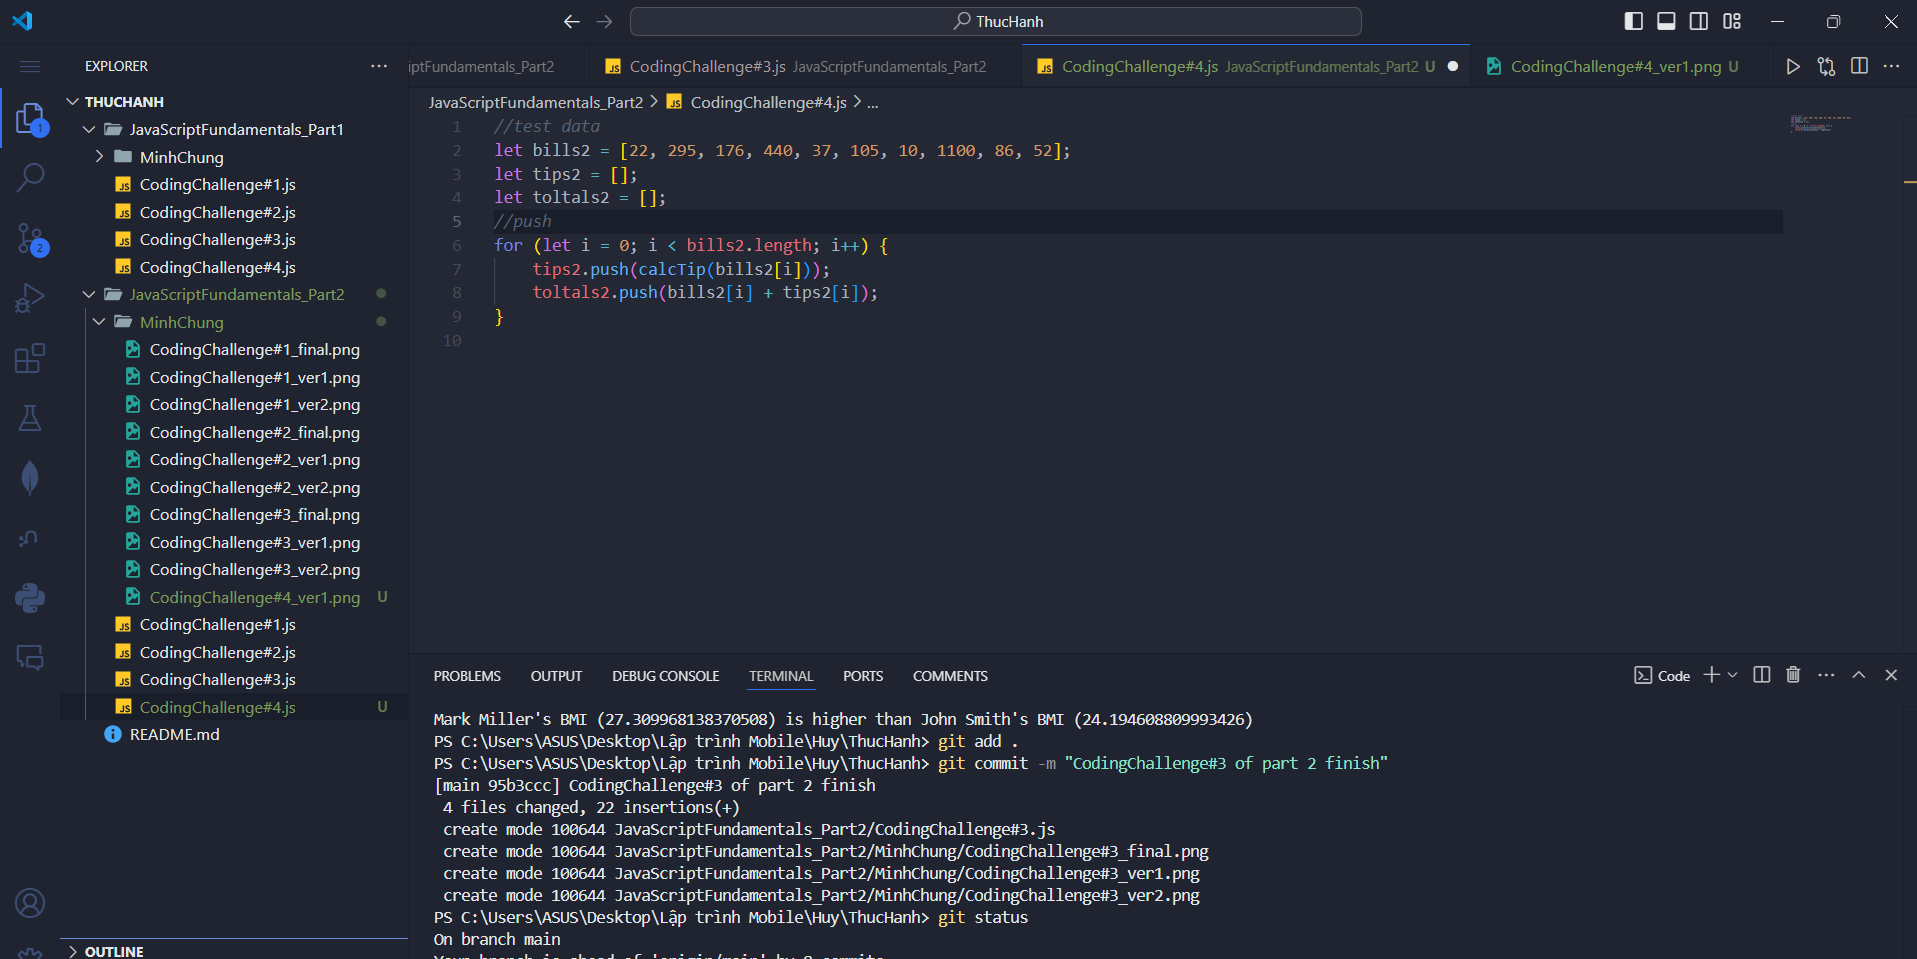 ThucHanh
EXPLORER
iptFundamentals_Part2
CodingChallenge#3.js JavaScriptFundamentals_Part2
CodingChallenge#4.js JavaScriptFundamentals_Part2 U
CodingChallenge#4_ver1.png U
THUCHANH
JavaScriptFundamentals_Part1
MinhChung
CodingChallenge#1.js
CodingChallenge#2.js
CodingChallenge#3.js
CodingChallenge#4.js
JavaScriptFundamentals_Part2
MinhChung
CodingChallenge#1_final.png
CodingChallenge#1_ver1.png
CodingChallenge#1_ver2.png
CodingChallenge#2_final.png
CodingChallenge#2_ver1.png
CodingChallenge#2_ver2.png
CodingChallenge#3_final.png
CodingChallenge#3_ver1.png
CodingChallenge#3_ver2.png
CodingChallenge#4_ver1.png U
CodingChallenge#1.js
CodingChallenge#2.js
CodingChallenge#3.js
CodingChallenge#4.js U
README.md
OUTLINE
1
2
JavaScriptFundamentals_Part2 > JS CodingChallenge#4.js > ...
1 //test data
2 let bills2 = [22, 295, 176, 440, 37, 105, 10, 1100, 86, 52];
3 let tips2 = [];
4 let toltals2 = [];
5 //push
6 for (let i = 0; i < bills2.length; i++) {
7 tips2.push(calcTip(bills2[i]));
8 toltals2.push(bills2[i] + tips2[i]);
9 }
10
PROBLEMS OUTPUT DEBUG CONSOLE TERMINAL PORTS COMMENTS
Code
Mark Miller's BMI (27.309968138370508) is higher than John Smith's BMI (24.194608809993426)
PS C:\Users\ASUS\Desktop\Lập trình Mobile\Huy\ThucHanh> git add .
PS C:\Users\ASUS\Desktop\Lập trình Mobile\Huy\ThucHanh> git commit -m "CodingChallenge#3 of part 2 finish"
[main 95b3ccc] CodingChallenge#3 of part 2 finish
4 files changed, 22 insertions(+)
create mode 100644 JavaScriptFundamentals_Part2/CodingChallenge#3.js
create mode 100644 JavaScriptFundamentals_Part2/MinhChung/CodingChallenge#3_final.png
create mode 100644 JavaScriptFundamentals_Part2/MinhChung/CodingChallenge#3_ver1.png
create mode 100644 JavaScriptFundamentals_Part2/MinhChung/CodingChallenge#3_ver2.png
PS C:\Users\ASUS\Desktop\Lập trình Mobile\Huy\ThucHanh> git status
On branch main